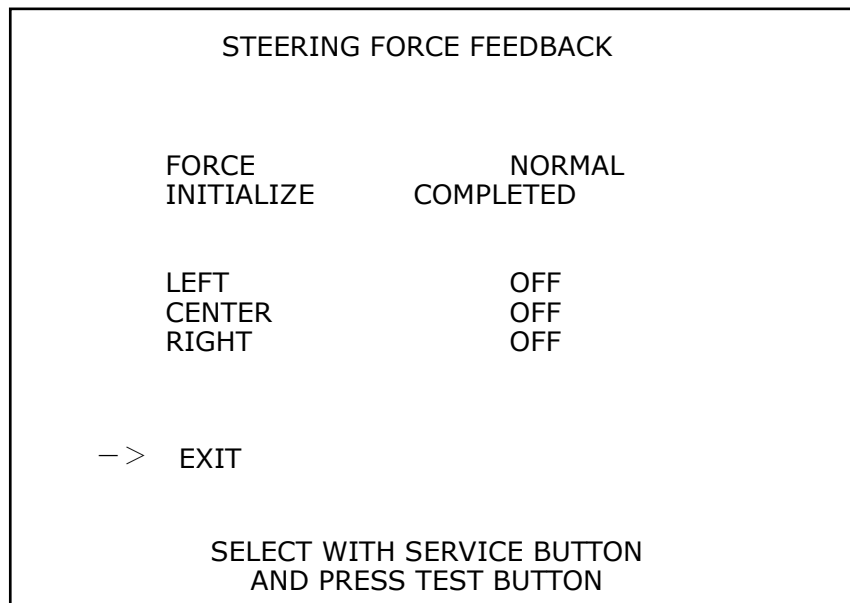 STEERING FORCE FEEDBACK
FORCE NORMAL
INITIALIZE COMPLETED
LEFT OFF
CENTER OFF
RIGHT OFF
-> EXIT
SELECT WITH SERVICE BUTTON
AND PRESS TEST BUTTON